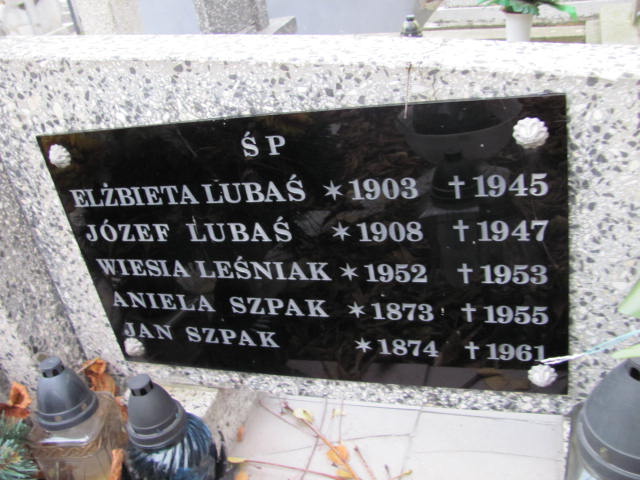 Ś P
ELŻBIETA LUBAŚ * 1903 † 1945
JÓZEF LUBAŚ * 1908 † 1947
WIESIA LEŚNIAK * 1952 † 1953
ANIELA SZPAK * 1873 † 1955
JAN SZPAK * 1874 † 1961